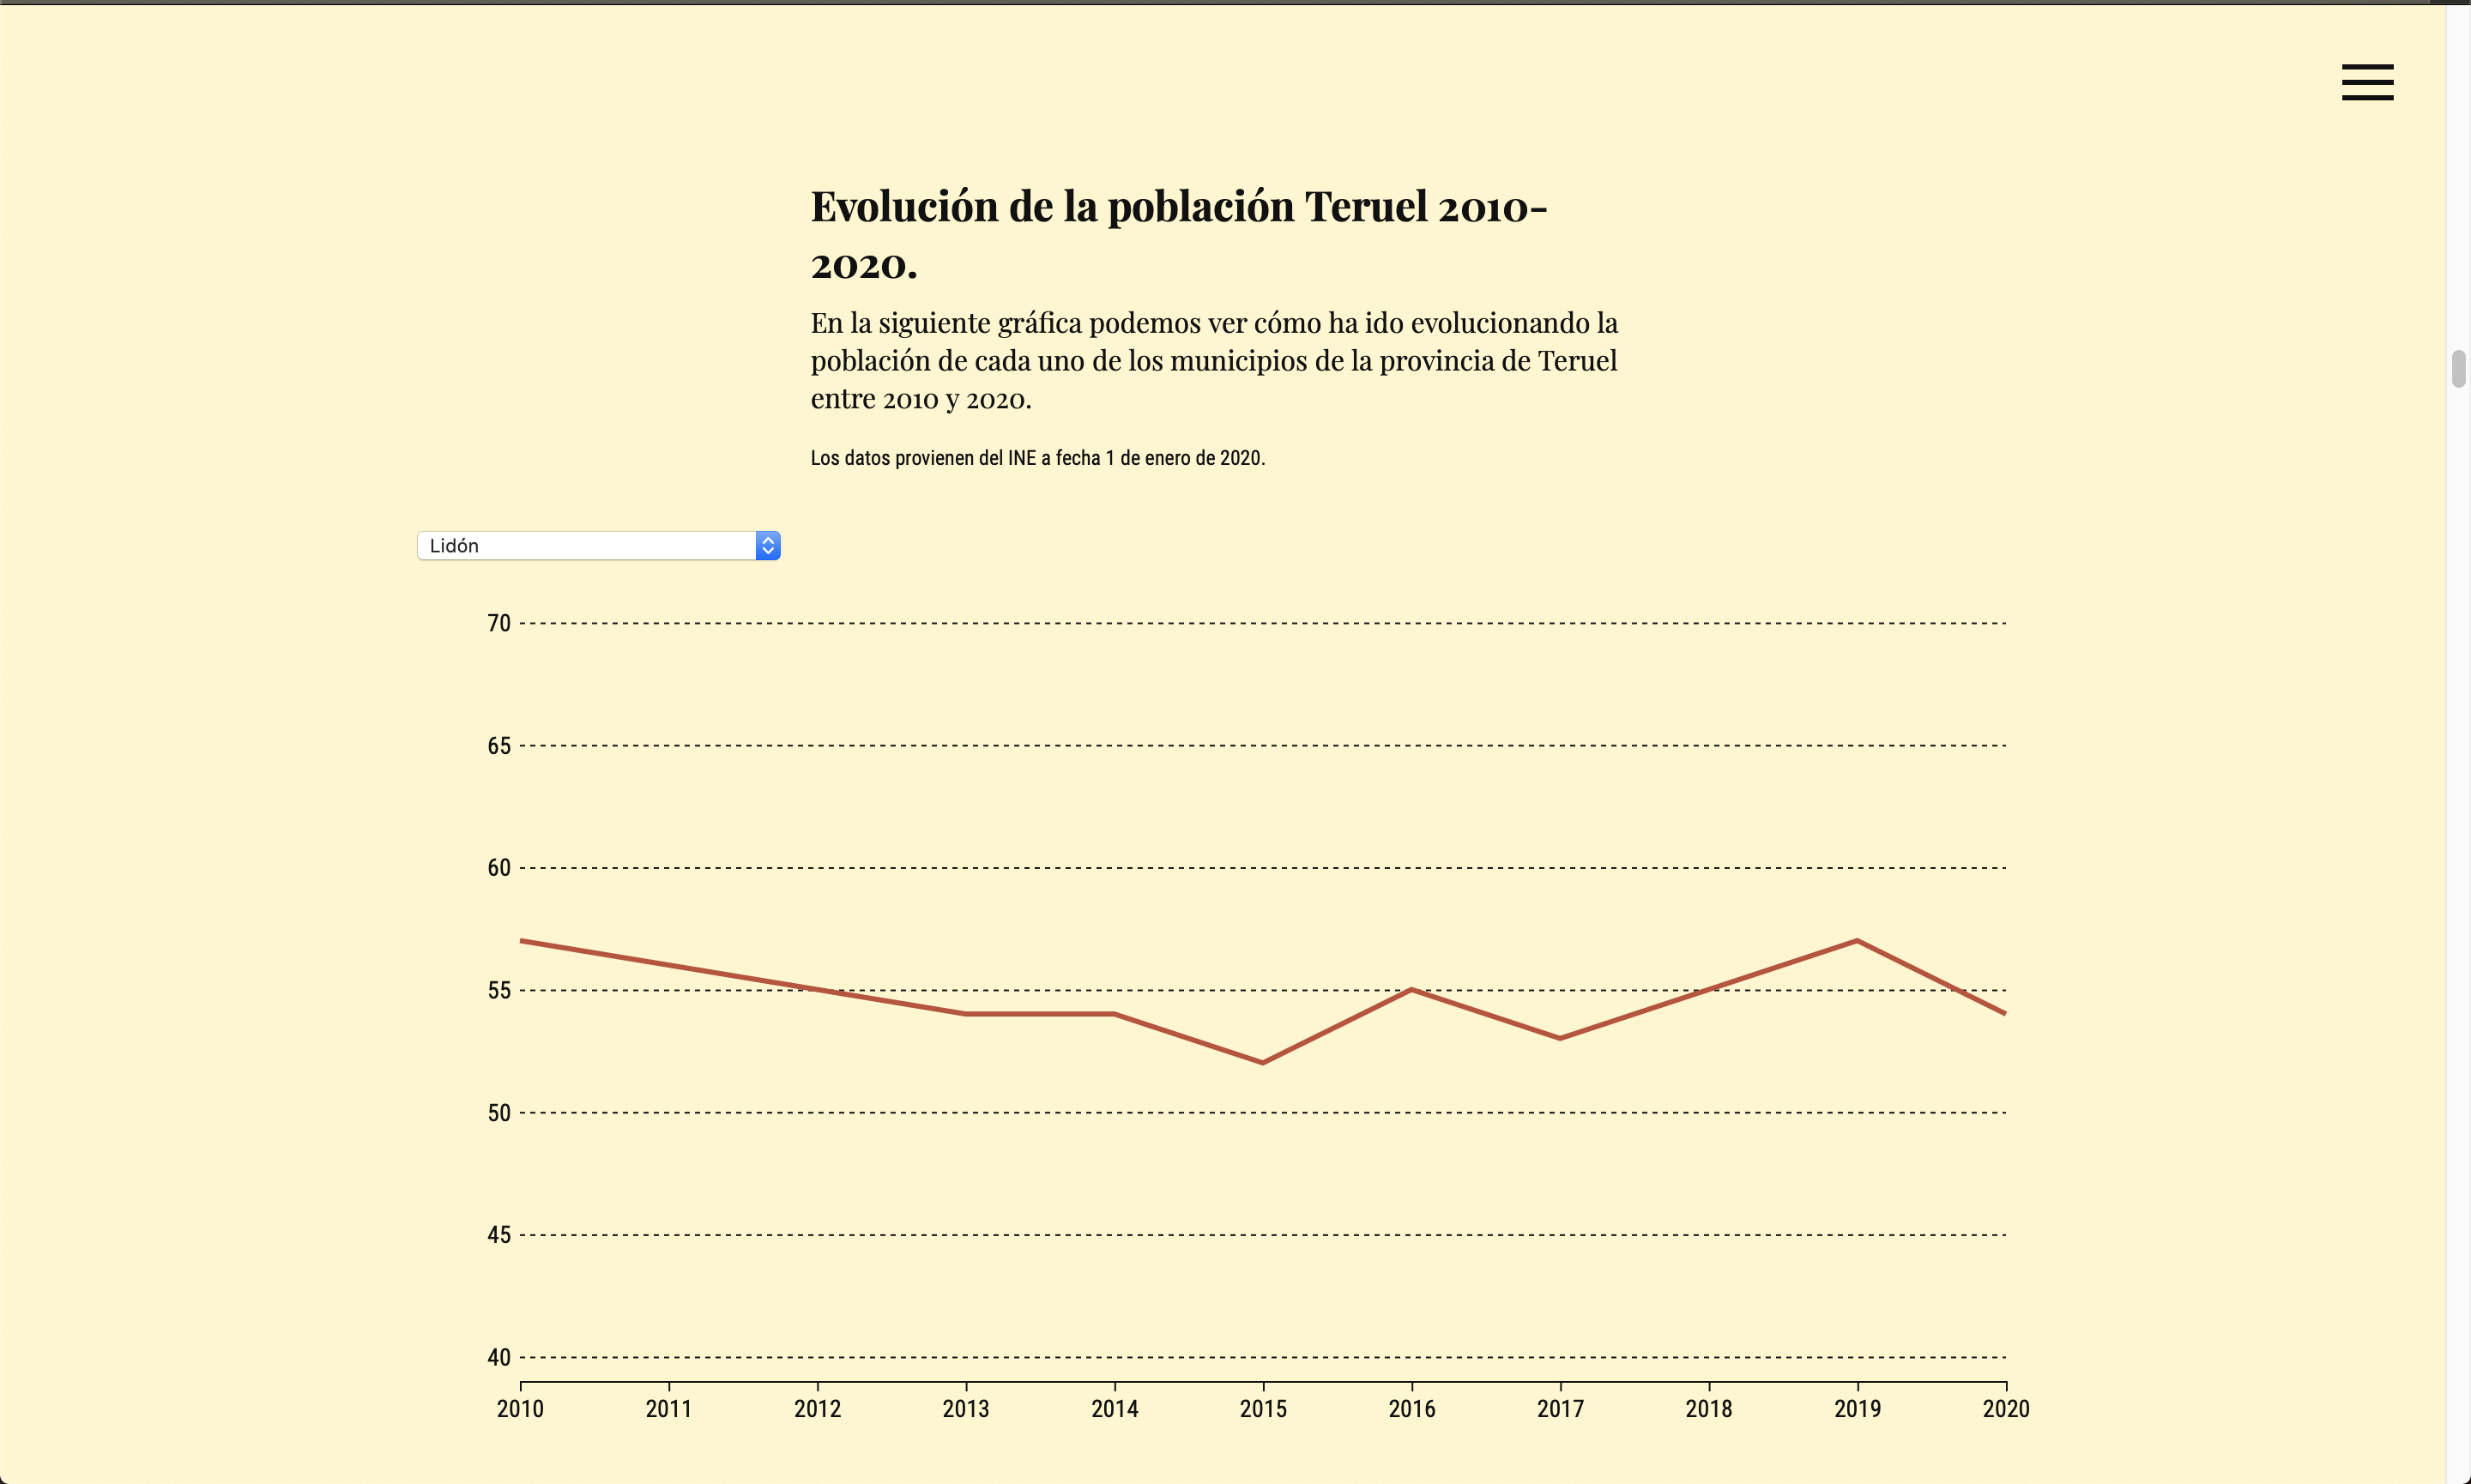 Evolución de la población Teruel 2010-
2020.
En la siguiente gráfica podemos ver cómo ha ido evolucionando la
población de cada uno de los municipios de la provincia de Teruel
entre 2010 y 2020.
Los datos provienen del INE a fecha 1 de enero de 2020.
Lidón
70
65
60
55
50
45
40
2010 2011 2012 2013 2014 2015 2016 2017 2018 2019 2020